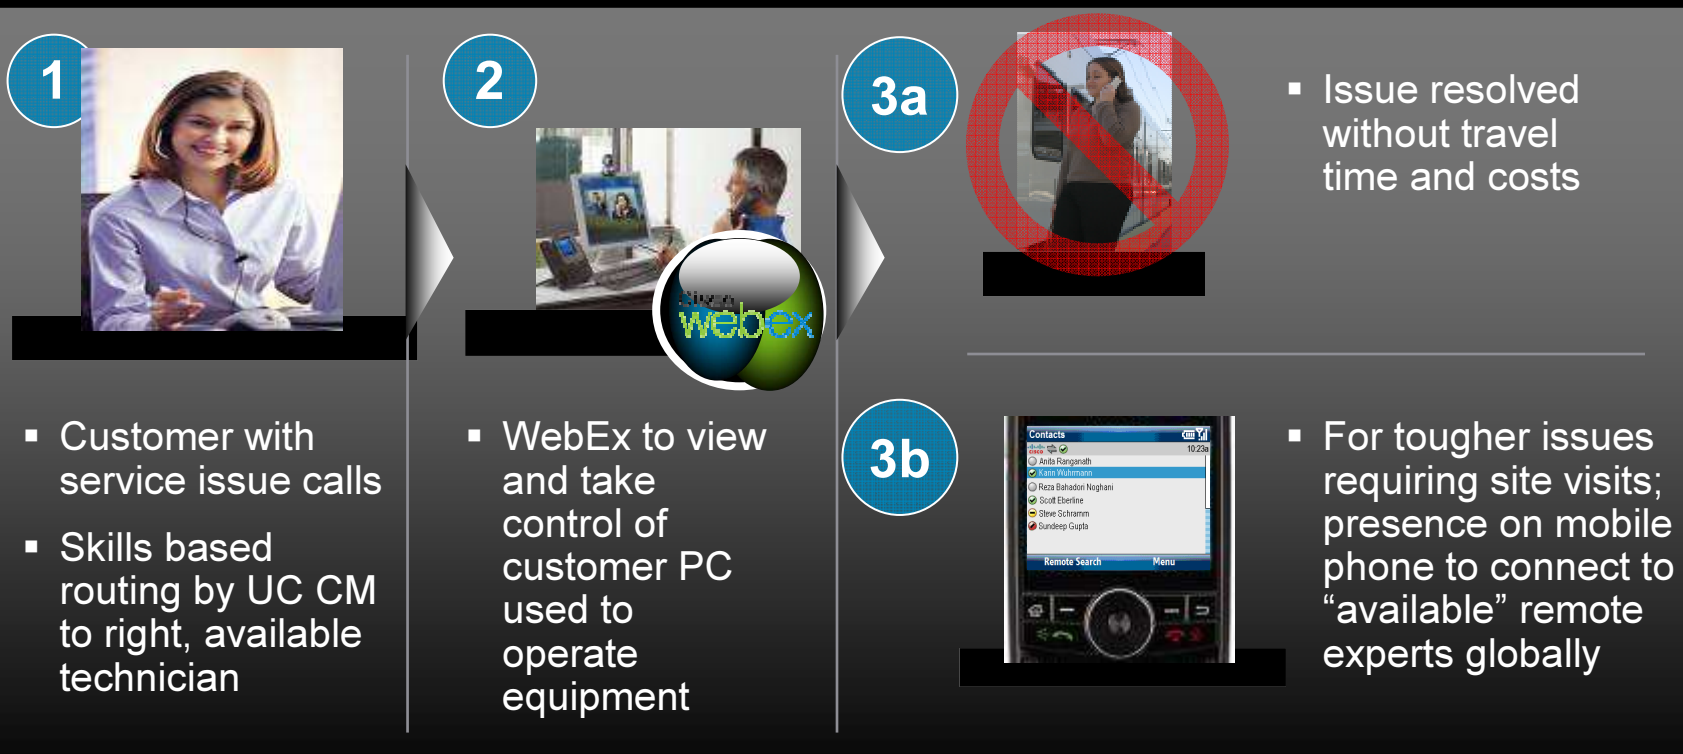 1
▪ Customer with
service issue calls
▪ Skills based
routing by UC CM
to right, available
technician
2
webex
▪ WebEx to view
and take
control of
customer PC
used to
operate
equipment
3a
▪ Issue resolved
without travel
time and costs
3b
Contacts
10:23a
Anita Ranganath
Karin Wuhrmann
Reza Bahadori Noghani
Scott Eberline
Steve Schramm
Sundeep Gupta
Remote Search Menu
▪ For tougher issues
requiring site visits;
presence on mobile
phone to connect to
“available” remote
experts globally